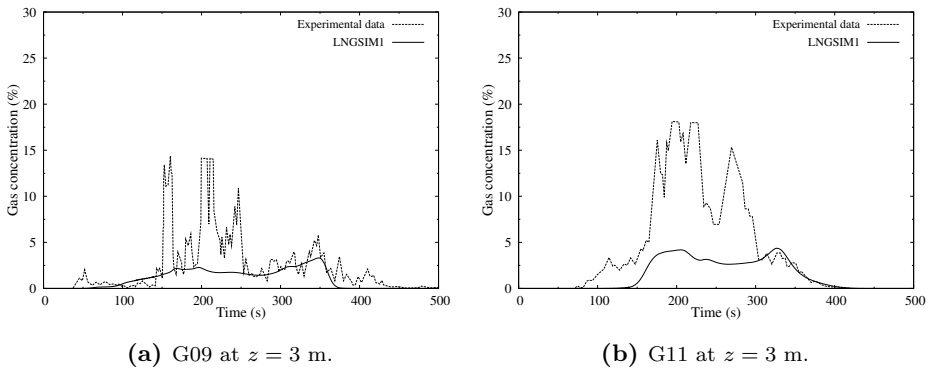 30
25
20
15
10
5
0
0 100 200 300 400 500
Gas concentration (%)
Time (s)
Experimental data
LNGSIM1
(a) G09 at z = 3 m.
30
25
20
15
10
5
0
0 100 200 300 400 500
Gas concentration (%)
Time (s)
Experimental data
LNGSIM1
(b) G11 at z = 3 m.